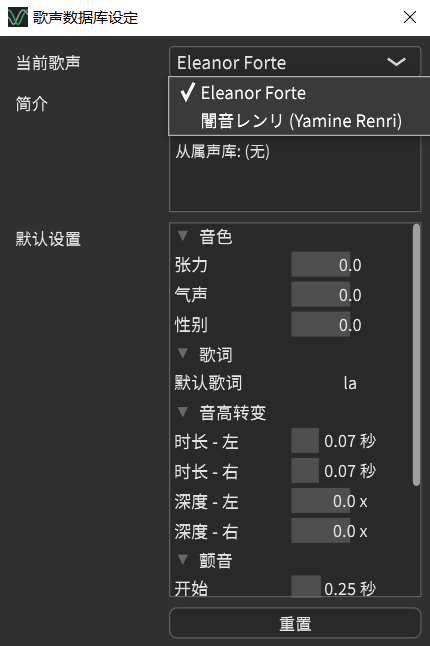 歌声数据库设定
当前歌声 Eleanor Forte
Eleanor Forte
简介
闇音レンリ (Yamine Renri)
从属声库: (无)
默认设置
音色
张力 0.0
气声 0.0
性别 0.0
歌词
默认歌词 la
音高转变
时长 - 左 0.07 秒
时长 - 右 0.07 秒
深度 - 左 0.0 x
深度 - 右 0.0 x
颤音
开始 0.25 秒
重置